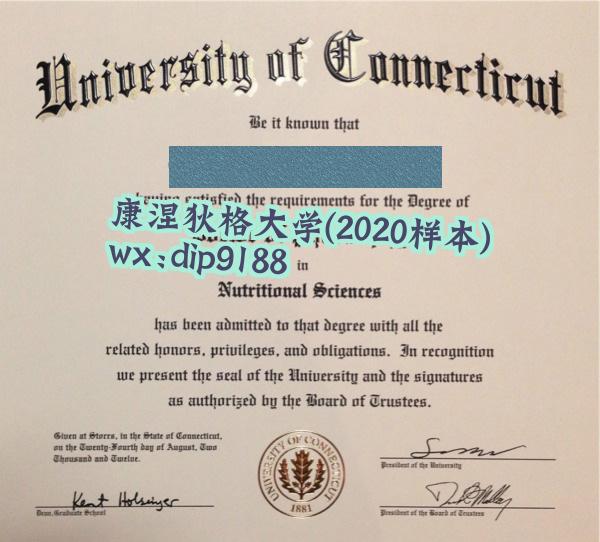 University of Connecticut
Be it known that
having satisfied the requirements for the Degree of
康涅狄格大学(2020样本)
wx:dip9188
in
Nutritional Sciences
has been admitted to that degree with all the
related honors, privileges, and obligations. In recognition
we present the seal of the University and the signatures
as authorized by the Board of Trustees.
Given at Storrs, in the State of Connecticut,
on the Twenty-Fourth day of August, Two
Thousand and Twelve.
UNIVERSITY OF CONNECTICUT
1881
President of the University
Kent Holsinger
Dean, Graduate School
President of the Board of Trustees